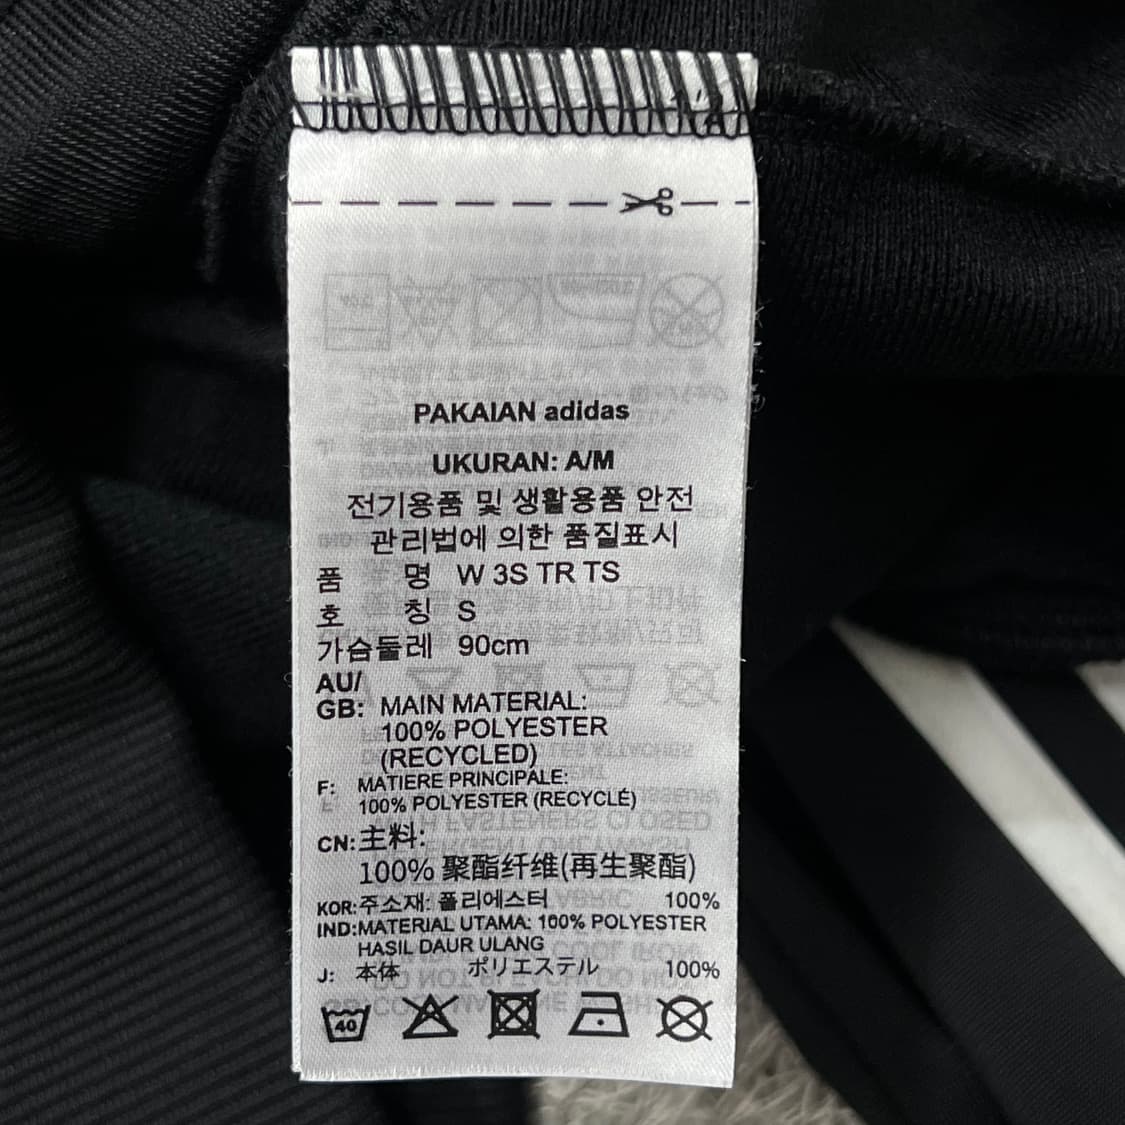 PAKAIAN adidas
UKURAN: A/M
전기용품 및 생활용품 안전
관리법에 의한 품질표시
품 명 W 3S TR TS
호 칭 S
가슴둘레 90cm
AU/
GB: MAIN MATERIAL:
100% POLYESTER
(RECYCLED)
F: MATIERE PRINCIPALE:
100% POLYESTER (RECYCLÉ)
CN: 主料:
100% 聚酯纤维(再生聚酯)
KOR: 주소재: 폴리에스터 100%
IND: MATERIAL UTAMA: 100% POLYESTER
HASIL DAUR ULANG
J: 本体 ポリエステル 100%
40